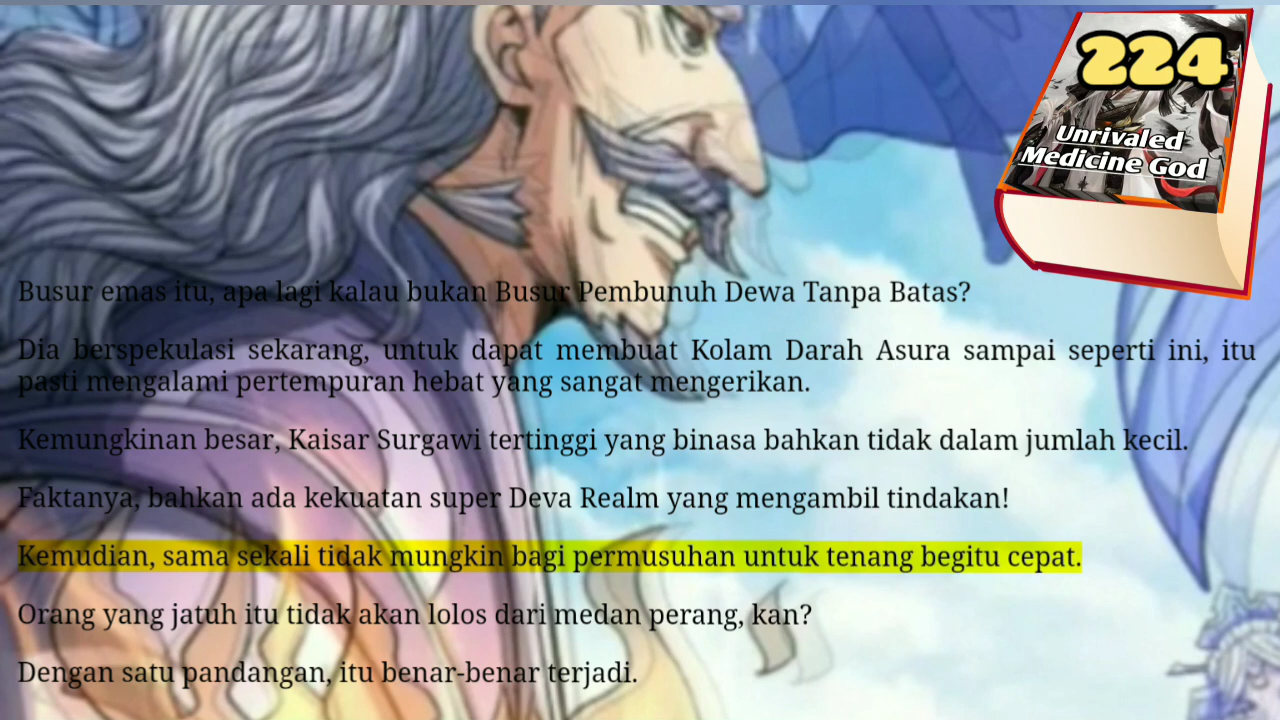 224
Unrivaled
Medicine God
Busur emas itu, apa lagi kalau bukan Busur Pembunuh Dewa Tanpa Batas?
Dia berspekulasi sekarang, untuk dapat membuat Kolam Darah Asura sampai seperti ini, itu
pasti mengalami pertempuran hebat yang sangat mengerikan.
Kemungkinan besar, Kaisar Surgawi tertinggi yang binasa bahkan tidak dalam jumlah kecil.
Faktanya, bahkan ada kekuatan super Deva Realm yang mengambil tindakan!
Kemudian, sama sekali tidak mungkin bagi permusuhan untuk tenang begitu cepat.
Orang yang jatuh itu tidak akan lolos dari medan perang, kan?
Dengan satu pandangan, itu benar-benar terjadi.